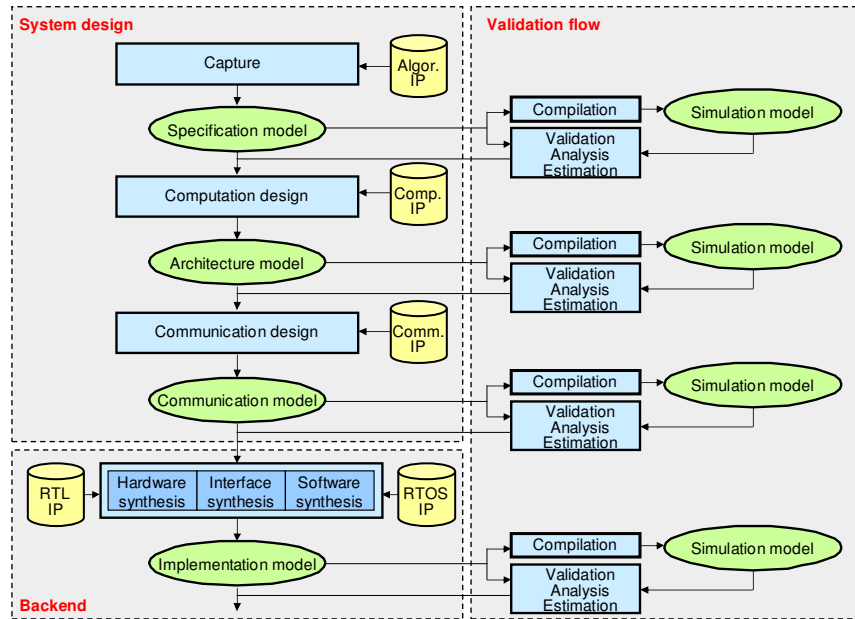 System design
Validation flow
Capture
Algor.
IP
Specification model
Compilation
Simulation model
Validation
Analysis
Estimation
Computation design
Comp.
IP
Architecture model
Compilation
Simulation model
Validation
Analysis
Estimation
Communication design
Comm.
IP
Communication model
Compilation
Simulation model
Validation
Analysis
Estimation
RTL
IP
Hardware
synthesis
Interface
synthesis
Software
synthesis
RTOS
IP
Implementation model
Compilation
Simulation model
Validation
Analysis
Estimation
Backend